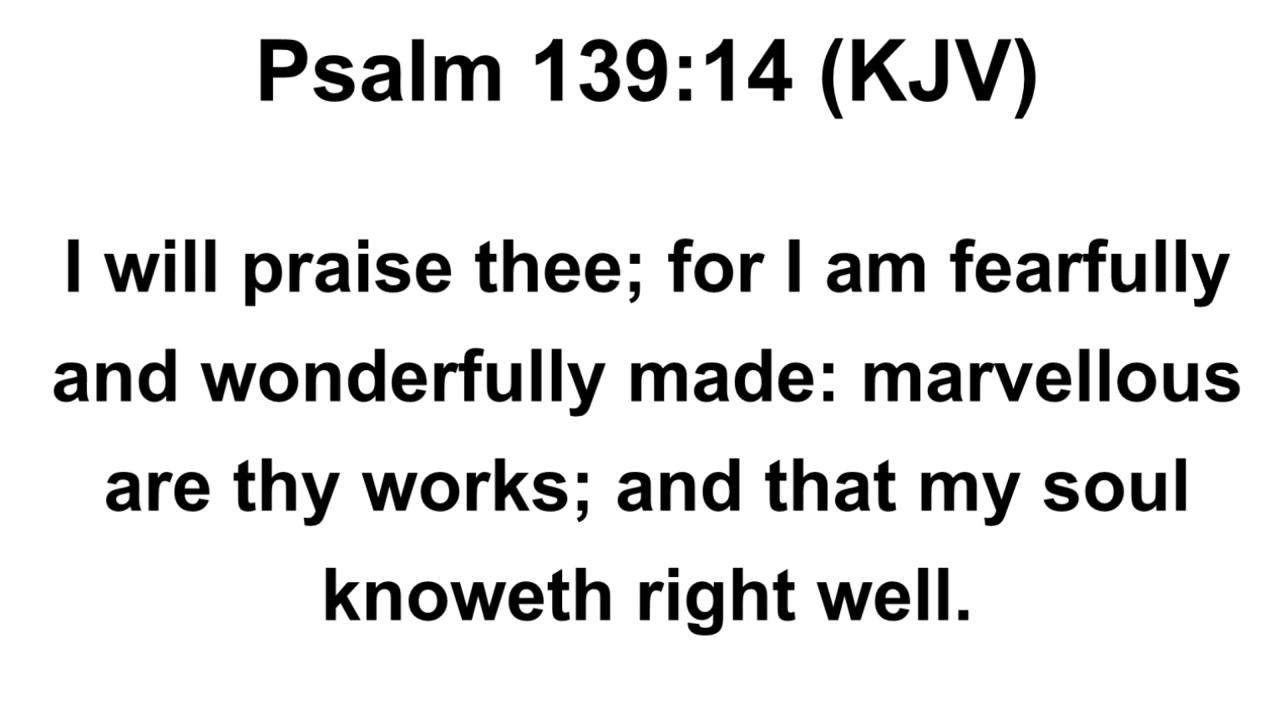 Psalm 139:14 (KJV)
I will praise thee; for I am fearfully
and wonderfully made: marvellous
are thy works; and that my soul
knoweth right well.